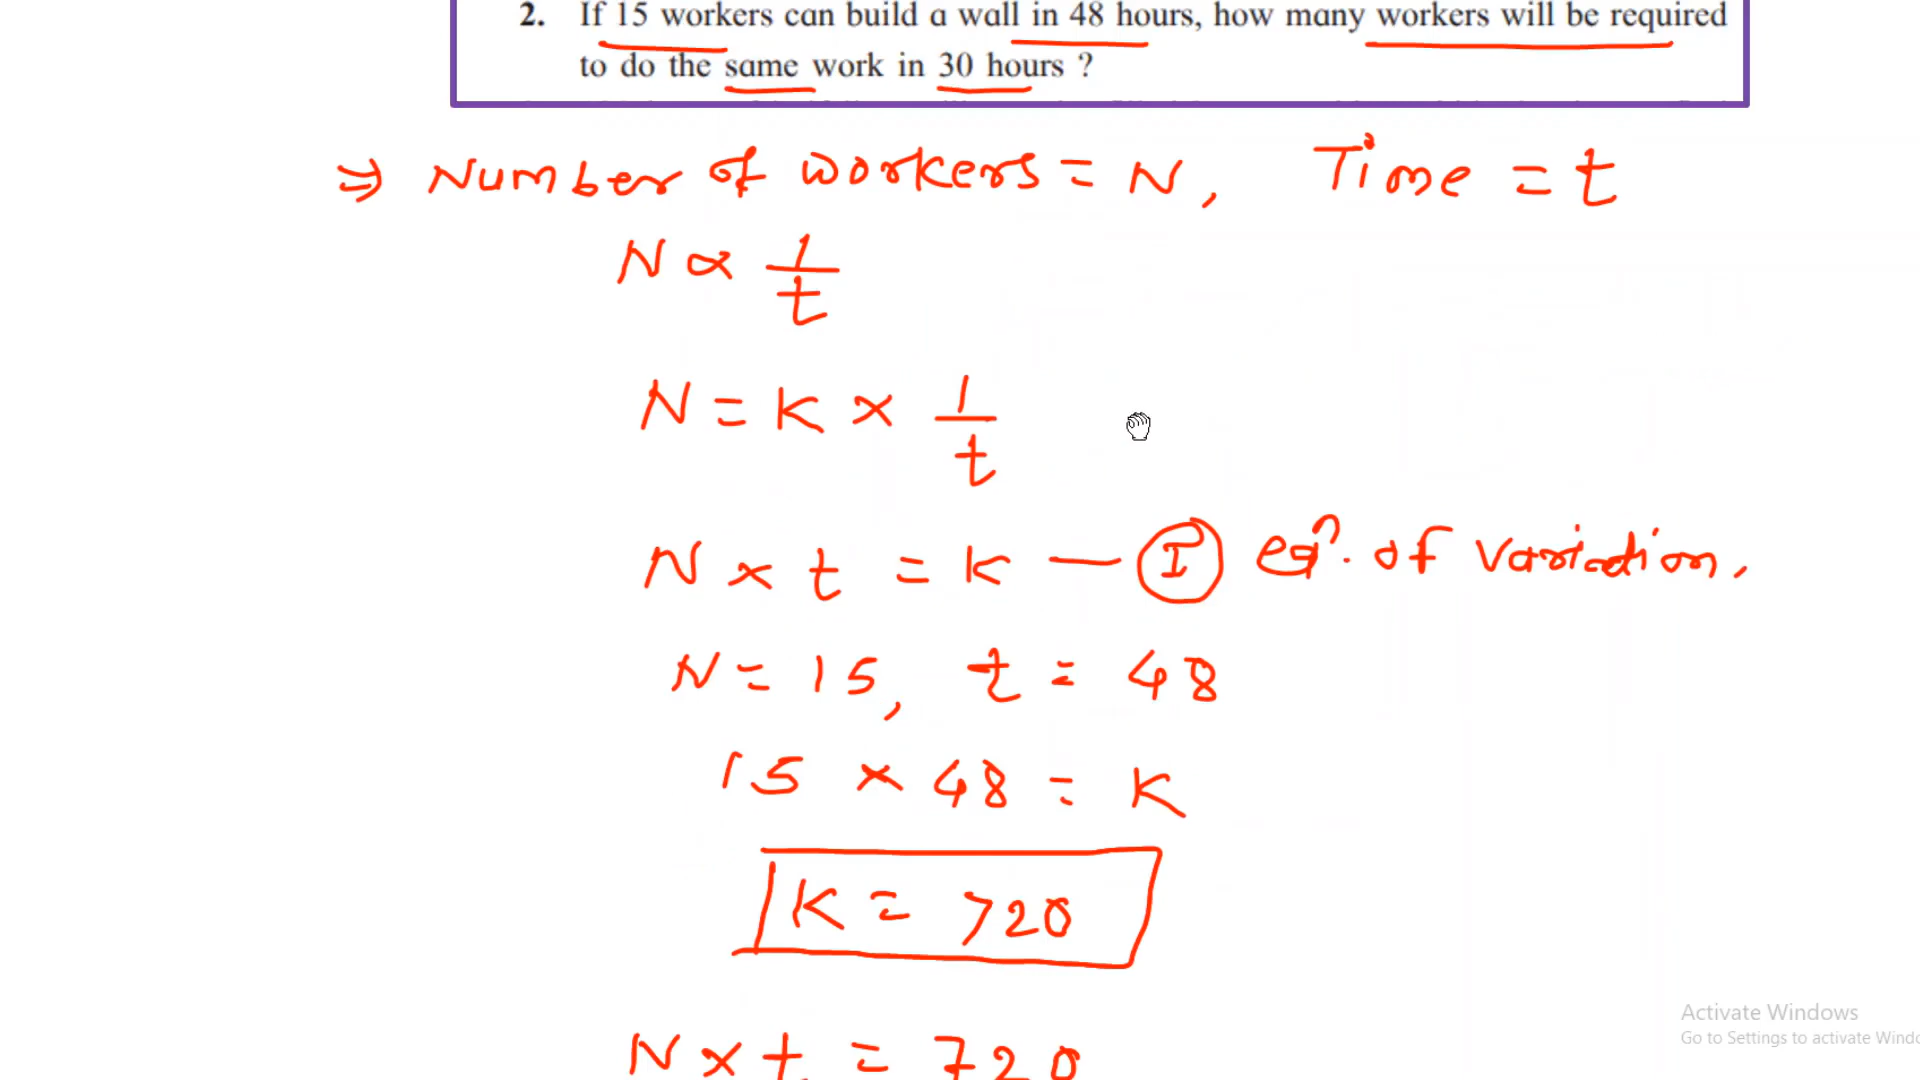 2. If 15 workers can build a wall in 48 hours, how many workers will be required
to do the same work in 30 hours ?
⇒ Number of workers = N, Time = t
N ∝ 1/t
N = K × 1/t
N × t = K — I eqn. of variation,
N = 15, t = 48
15 × 48 = K
K = 720
N × t = 720
Activate Windows
Go to Settings to activate Windo